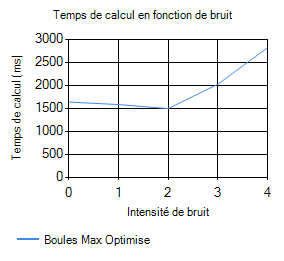 Temps de calcul en fonction de bruit
Temps de calcul (ms)
3000
2500
2000
1500
1000
500
0
0 1 2 3 4
Intensité de bruit
Boules Max Optimise